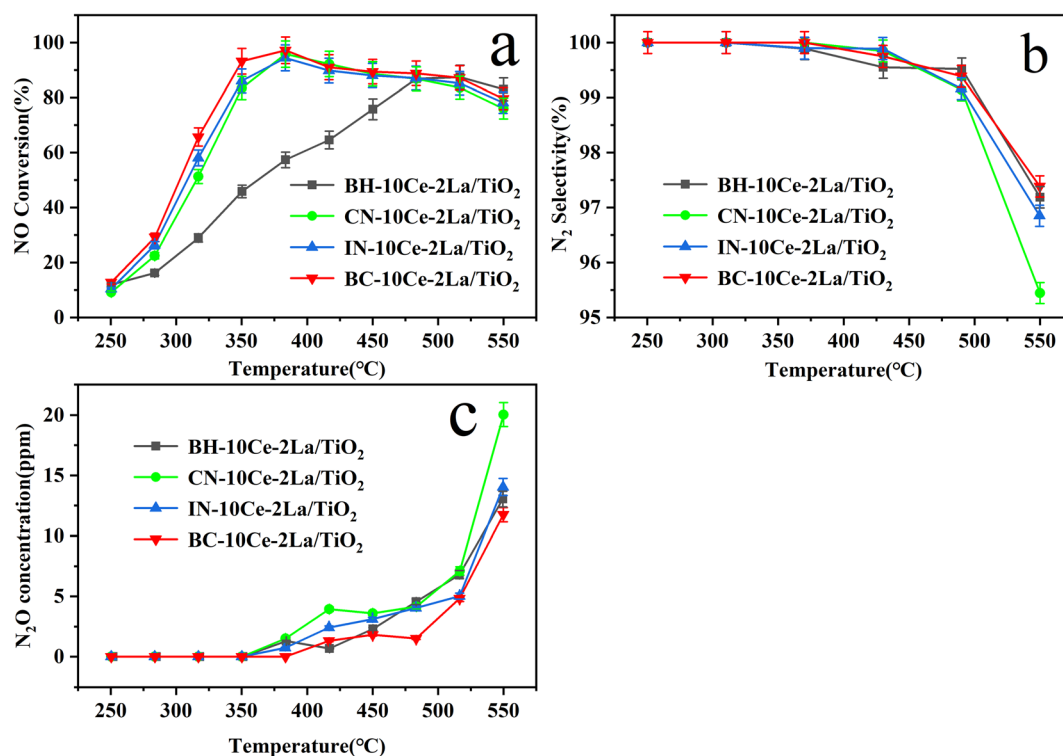 a
NO Conversion(%)
100
80
60
40
20
0
BH-10Ce-2La/TiO₂
CN-10Ce-2La/TiO₂
IN-10Ce-2La/TiO₂
BC-10Ce-2La/TiO₂
250 300 350 400 450 500 550
Temperature(°C)
b
N₂ Selectivity(%)
100
99
98
97
96
95
BH-10Ce-2La/TiO₂
CN-10Ce-2La/TiO₂
IN-10Ce-2La/TiO₂
BC-10Ce-2La/TiO₂
250 300 350 400 450 500 550
Temperature(°C)
c
N₂O concentration(ppm)
20
15
10
5
0
BH-10Ce-2La/TiO₂
CN-10Ce-2La/TiO₂
IN-10Ce-2La/TiO₂
BC-10Ce-2La/TiO₂
250 300 350 400 450 500 550
Temperature(°C)